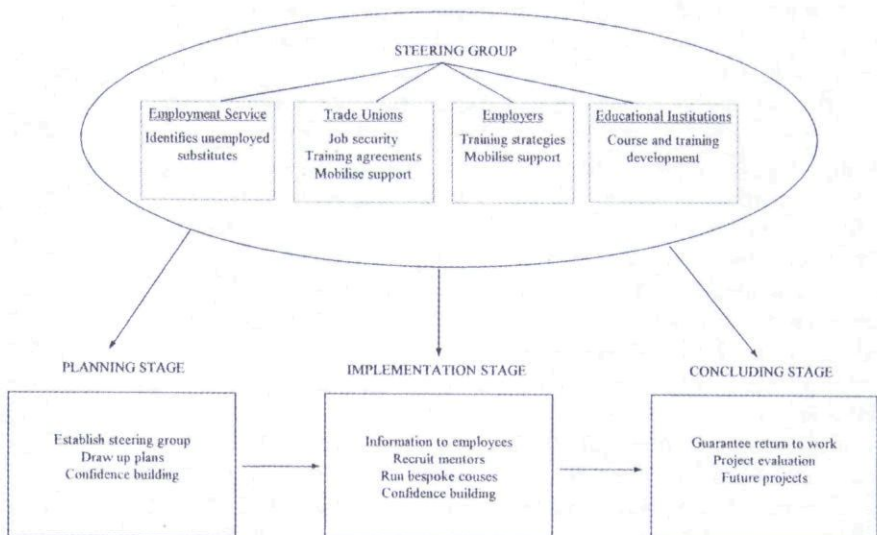 STEERING GROUP
Employment Service
Identifies unemployed
substitutes
Trade Unions
Job security
Training agreements
Mobilise support
Employers
Training strategies
Mobilise support
Educational Institutions
Course and training
development
PLANNING STAGE
Establish steering group
Draw up plans
Confidence building
IMPLEMENTATION STAGE
Information to employees
Recruit mentors
Run bespoke couses
Confidence building
CONCLUDING STAGE
Guarantee return to work
Project evaluation
Future projects